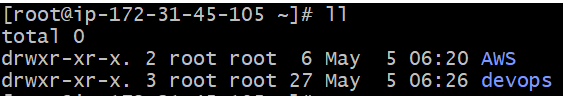 [root@ip-172-31-45-105 ~]# ll
total 0
drwxr-xr-x. 2 root root  6 May  5 06:20 AWS
drwxr-xr-x. 3 root root 27 May  5 06:26 devops